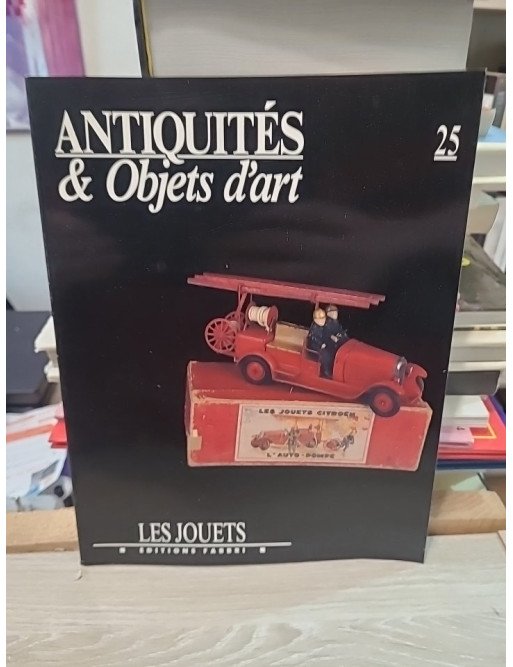 ANTIQUITÉS
& Objets d'art
25
LES JOUETS CITROËN
L'AUTO-POMPE
LES JOUETS
EDITIONS FABBRI